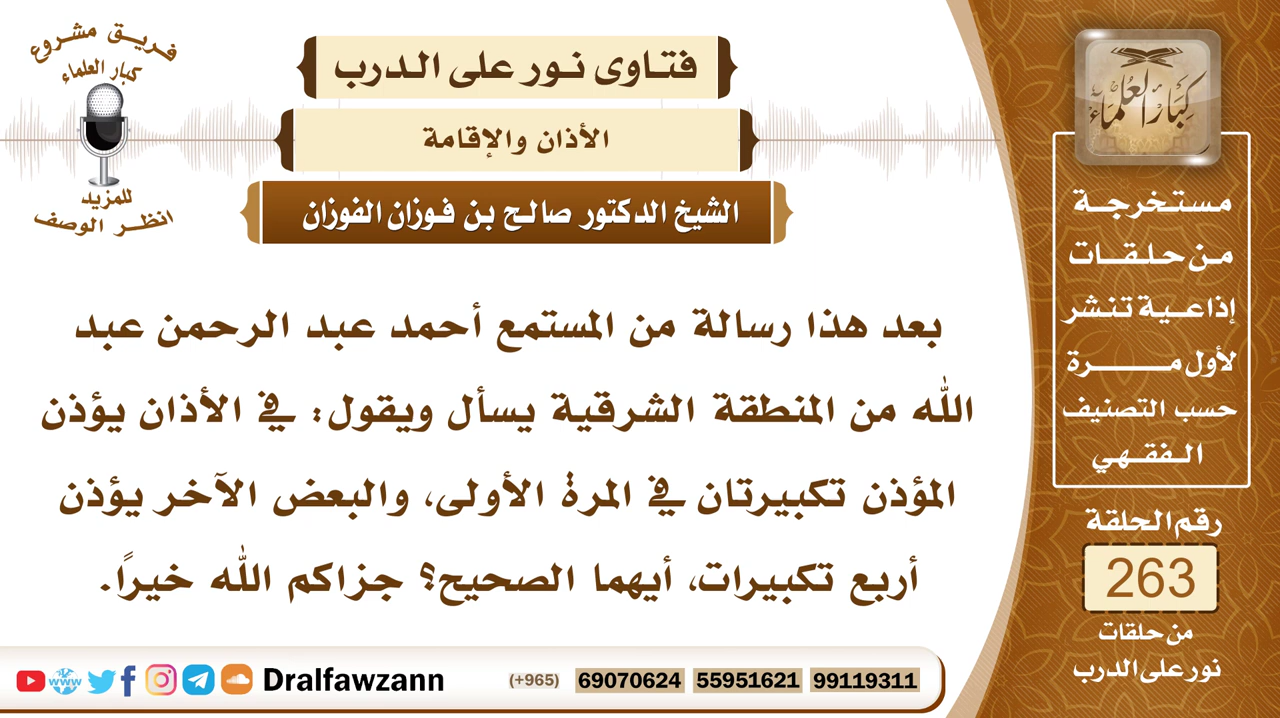 فريق مشروع
كبار العلماء
للمزيد
انظر الوصف
فتاوى نور على الدرب
الأذان والإقامة
الشيخ الدكتور صالح بن فوزان الفوزان
بعد هذا رسالة من المستمع أحمد عبد الرحمن عبد
الله من المنطقة الشرقية يسأل ويقول: في الأذان يؤذن
المؤذن تكبيرتان في المرة الأولى، والبعض الآخر يؤذن
أربع تكبيرات، أيهما الصحيح؟ جزاكم الله خيرًا.
كبار العلماء
مستخرجة
من حلقات
إذاعية تنشر
لأول مرة
حسب التصنيف
الفقهي
رقم الحلقة
263
من حلقات
نور على الدرب
www
Dralfawzann
(+965) 69070624 55951621 99119311